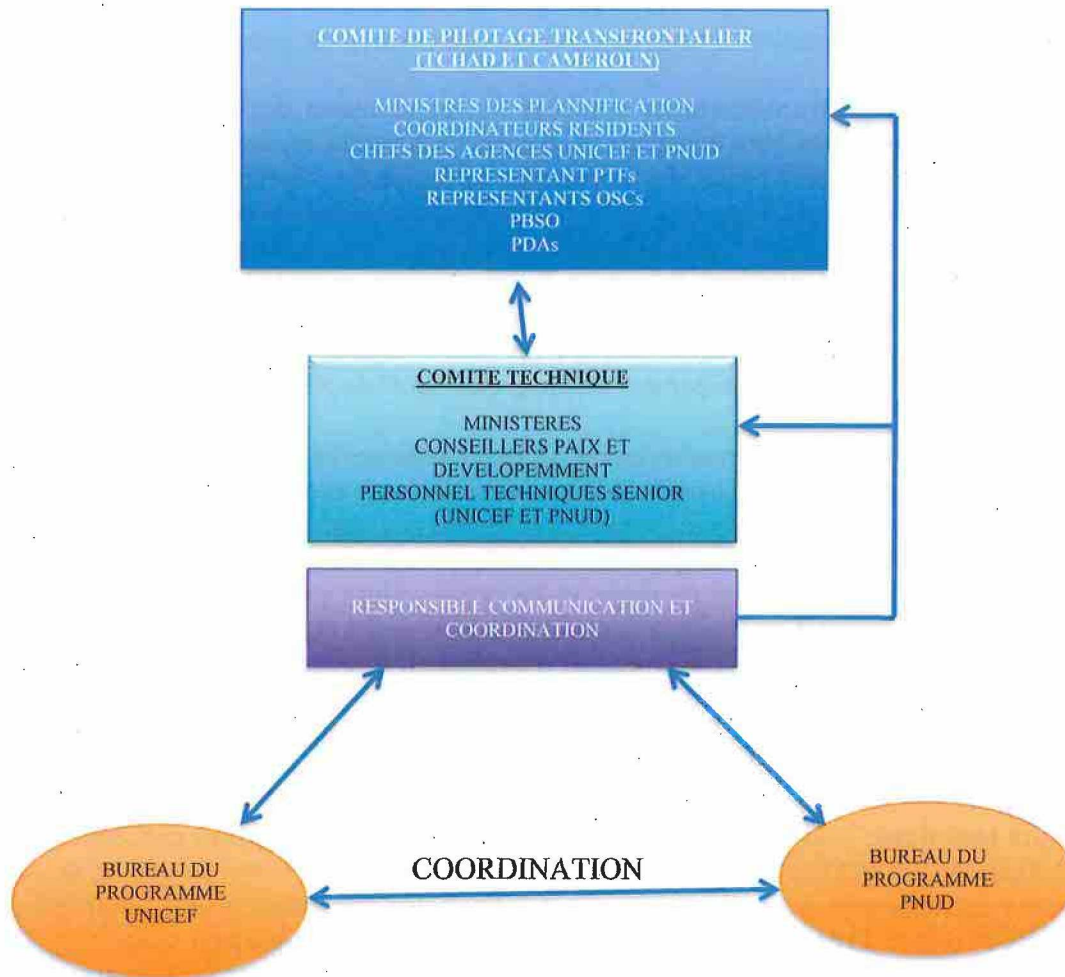 COMITE DE PILOTAGE TRANSFRONTALIER
(TCHAD ET CAMEROUN)
MINISTRES DES PLANNIFICATION
COORDINATEURS RESIDENTS
CHEFS DES AGENCES UNICEF ET PNUD
REPRESENTANT PTFs
REPRESENTANTS OSCs
PBSO
PDAs
COMITE TECHNIQUE
MINISTERES
CONSEILLERS PAIX ET
DEVELOPEMMENT
PERSONNEL TECHNIQUES SENIOR
(UNICEF ET PNUD)
RESPONSIBLE COMMUNICATION ET
COORDINATION
BUREAU DU
PROGRAMME
UNICEF
COORDINATION
BUREAU DU
PROGRAMME
PNUD